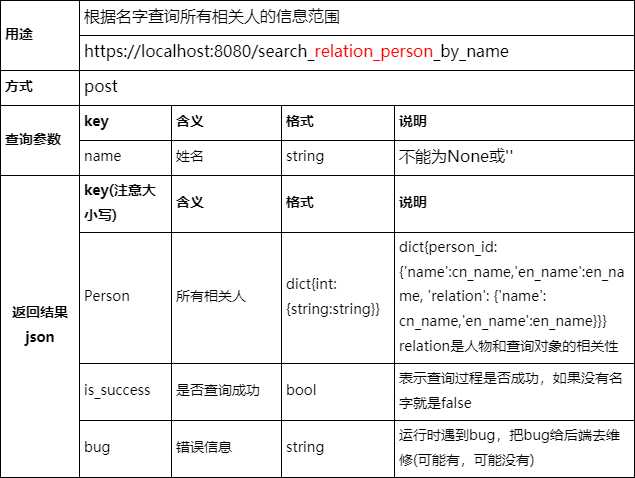 用途
根据名字查询所有相关人的信息范围
https://localhost:8080/search_relation_person_by_name
方式
post
查询参数
key
含义
格式
说明
name
姓名
string
不能为None或''
返回结果
json
key(注意大
小写)
含义
格式
说明
Person
所有相关人
dict{int:
{string:string}}
dict{person_id:
{'name':cn_name,'en_name':en_na
me, 'relation': {'name':
cn_name,'en_name':en_name}}}
relation是人物和查询对象的相关性
is_success
是否查询成功
bool
表示查询过程是否成功，如果没有名
字就是false
bug
错误信息
string
运行时遇到bug，把bug给后端去维
修(可能有，可能没有)